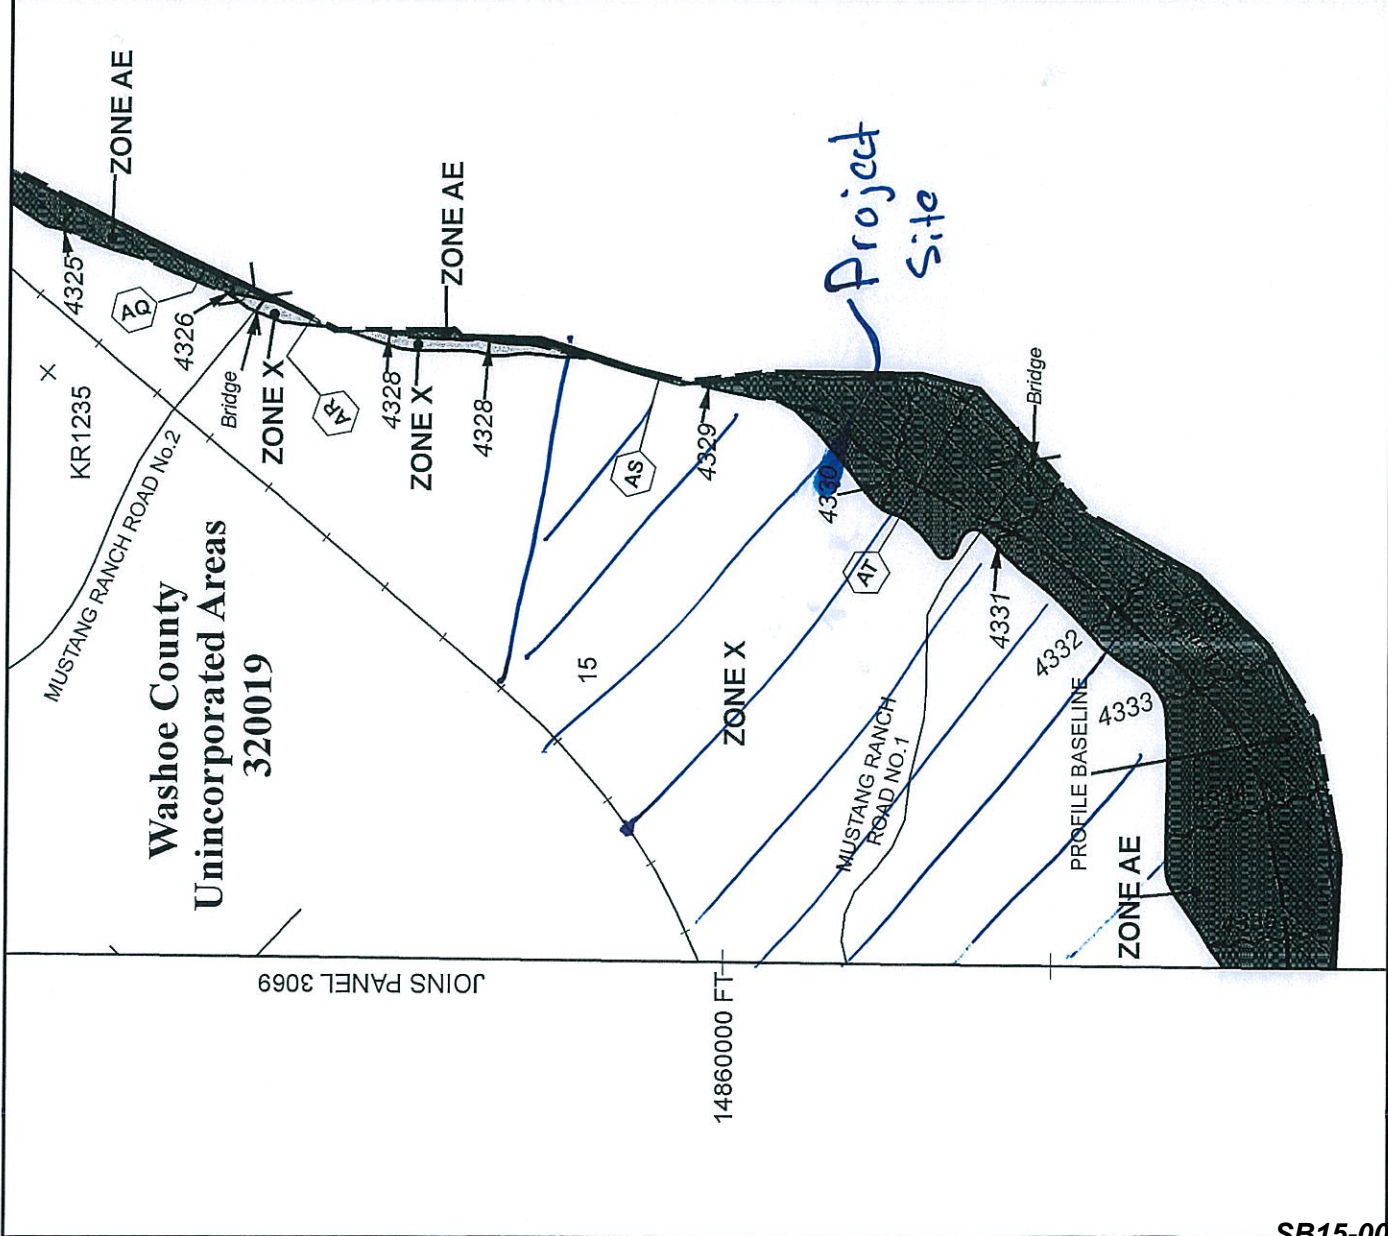 ZONE AE
4325
AQ
4326
KR1235
Bridge
ZONE X
AR
MUSTANG RANCH ROAD No.2
ZONE AE
4328
ZONE X
4328
Washoe County
Unincorporated Areas
320019
AS
4329
Project
Site
4330
AT
Bridge
15
ZONE X
4331
4332
4333
MUSTANG RANCH
ROAD NO.1
PROFILE BASELINE
ZONE AE
JOINS PANEL 3069
14860000 FT